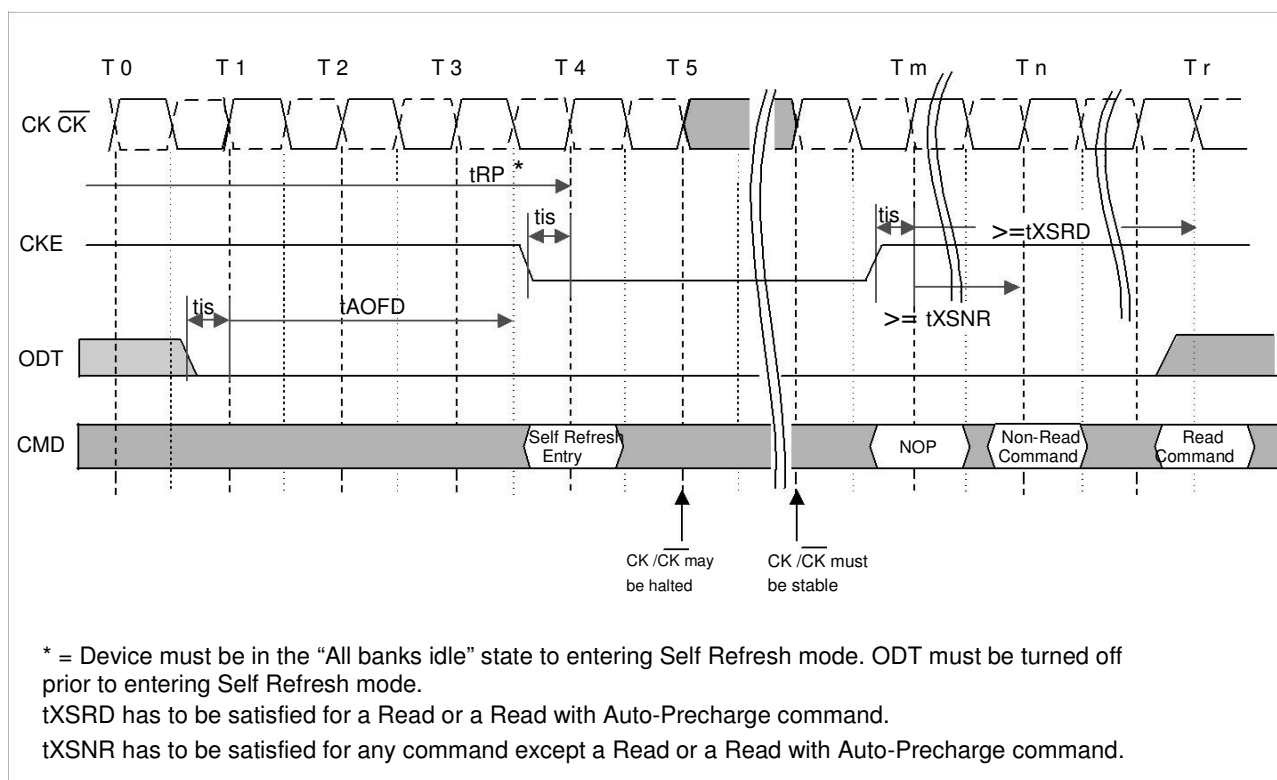 T 0 T 1 T 2 T 3 T 4 T 5 T m T n T r
CK C̅K̅
tRP *
tis tis
CKE >=tXSRD
tis tAOFD >= tXSNR
ODT
CMD Self Refresh Entry NOP Non-Read Command Read Command
CK /C̅K̅ may
be halted
CK /C̅K̅ must
be stable
* = Device must be in the “All banks idle” state to entering Self Refresh mode. ODT must be turned off
prior to entering Self Refresh mode.
tXSRD has to be satisfied for a Read or a Read with Auto-Precharge command.
tXSNR has to be satisfied for any command except a Read or a Read with Auto-Precharge command.